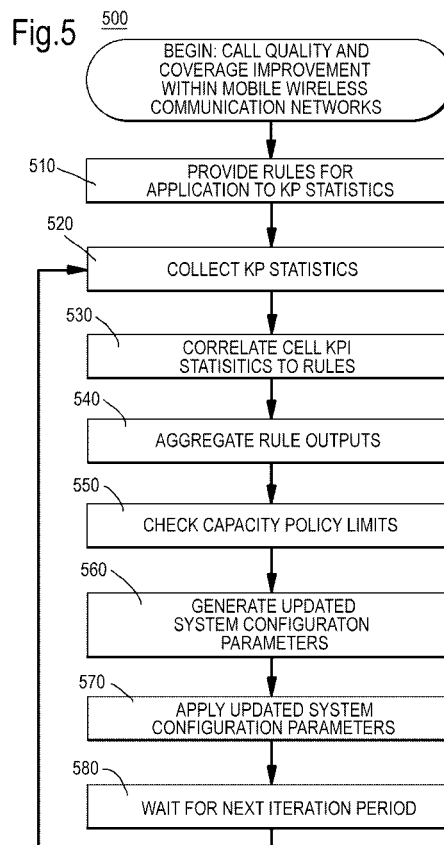 Fig.5
500
BEGIN: CALL QUALITY AND
COVERAGE IMPROVEMENT
WITHIN MOBILE WIRELESS
COMMUNICATION NETWORKS
510
PROVIDE RULES FOR
APPLICATION TO KP STATISTICS
520
COLLECT KP STATISTICS
530
CORRELATE CELL KPI
STATISITICS TO RULES
540
AGGREGATE RULE OUTPUTS
550
CHECK CAPACITY POLICY LIMITS
560
GENERATE UPDATED
SYSTEM CONFIGURATON
PARAMETERS
570
APPLY UPDATED SYSTEM
CONFIGURATION PARAMETERS
580
WAIT FOR NEXT ITERATION PERIOD